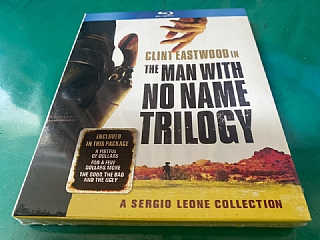 CLINT EASTWOOD IN
THE MAN WITH
NO NAME
TRILOGY
INCLUDED
IN THIS PACKAGE
A FISTFUL
OF DOLLARS
FOR A FEW
DOLLARS MORE
THE GOOD THE BAD
AND THE UGLY
A SERGIO LEONE COLLECTION